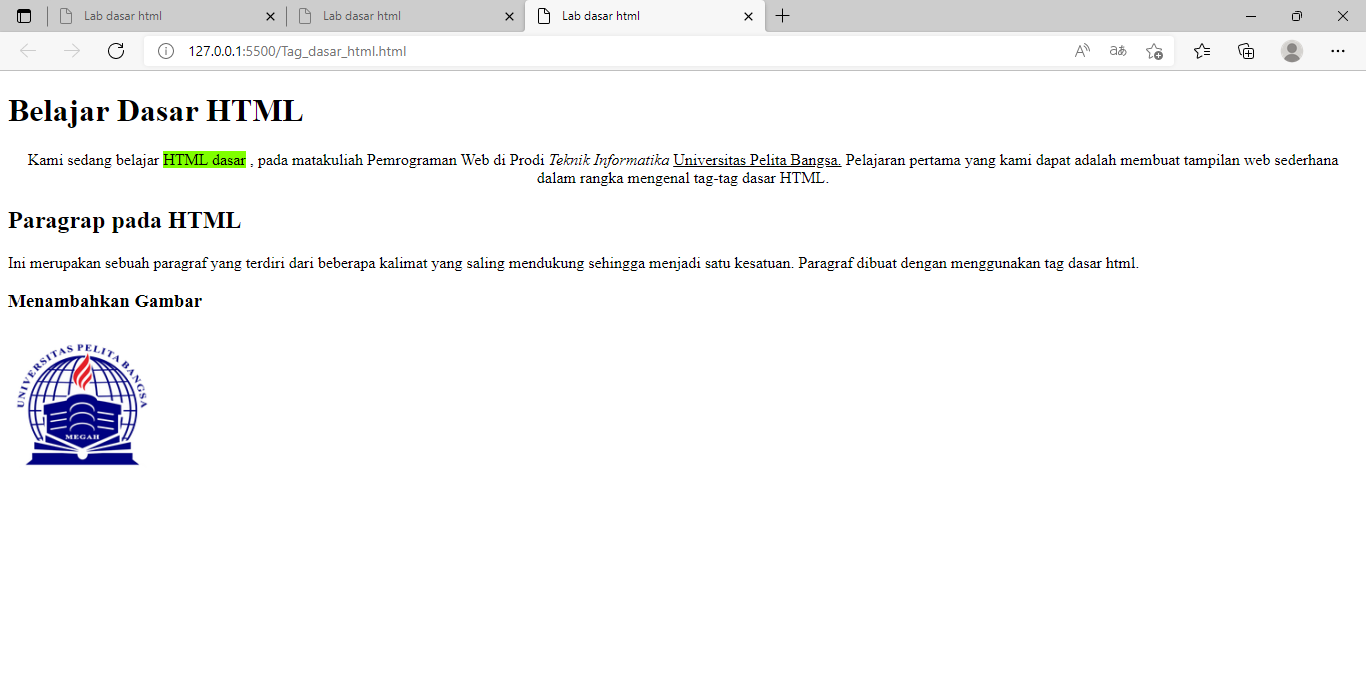 Lab dasar html
Lab dasar html
Lab dasar html
127.0.0.1:5500/Tag_dasar_html.html
Belajar Dasar HTML
Kami sedang belajar HTML dasar , pada matakuliah Pemrograman Web di Prodi Teknik Informatika Universitas Pelita Bangsa. Pelajaran pertama yang kami dapat adalah membuat tampilan web sederhana
dalam rangka mengenal tag-tag dasar HTML.
Paragrap pada HTML
Ini merupakan sebuah paragraf yang terdiri dari beberapa kalimat yang saling mendukung sehingga menjadi satu kesatuan. Paragraf dibuat dengan menggunakan tag dasar html.
Menambahkan Gambar
UNIVERSITAS PELITA BANGSA
MEGAH